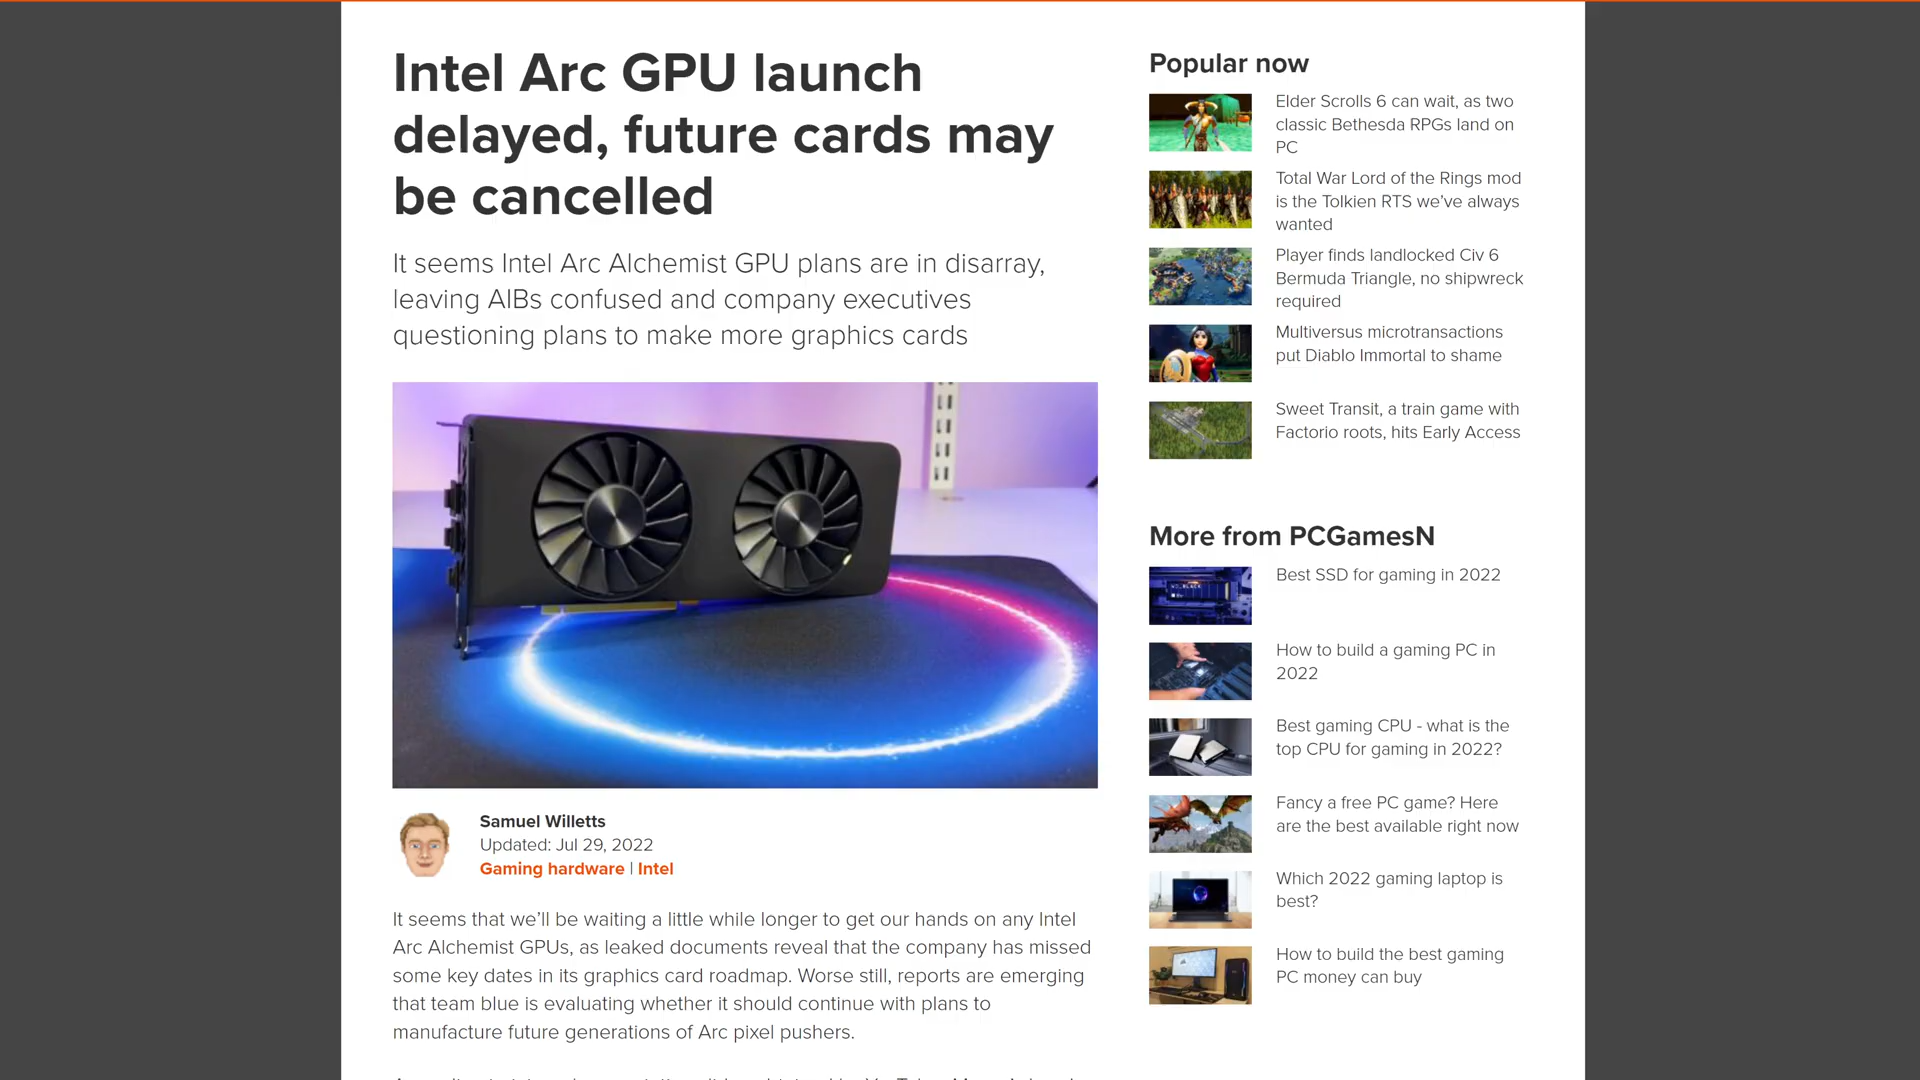 Intel Arc GPU launch
delayed, future cards may
be cancelled
It seems Intel Arc Alchemist GPU plans are in disarray,
leaving AIBs confused and company executives
questioning plans to make more graphics cards
Samuel Willetts
Updated: Jul 29, 2022
Gaming hardware | Intel
It seems that we’ll be waiting a little while longer to get our hands on any Intel
Arc Alchemist GPUs, as leaked documents reveal that the company has missed
some key dates in its graphics card roadmap. Worse still, reports are emerging
that team blue is evaluating whether it should continue with plans to
manufacture future generations of Arc pixel pushers.
Popular now
Elder Scrolls 6 can wait, as two
classic Bethesda RPGs land on
PC
Total War Lord of the Rings mod
is the Tolkien RTS we’ve always
wanted
Player finds landlocked Civ 6
Bermuda Triangle, no shipwreck
required
Multiversus microtransactions
put Diablo Immortal to shame
Sweet Transit, a train game with
Factorio roots, hits Early Access
More from PCGamesN
Best SSD for gaming in 2022
How to build a gaming PC in
2022
Best gaming CPU - what is the
top CPU for gaming in 2022?
Fancy a free PC game? Here
are the best available right now
Which 2022 gaming laptop is
best?
How to build the best gaming
PC money can buy